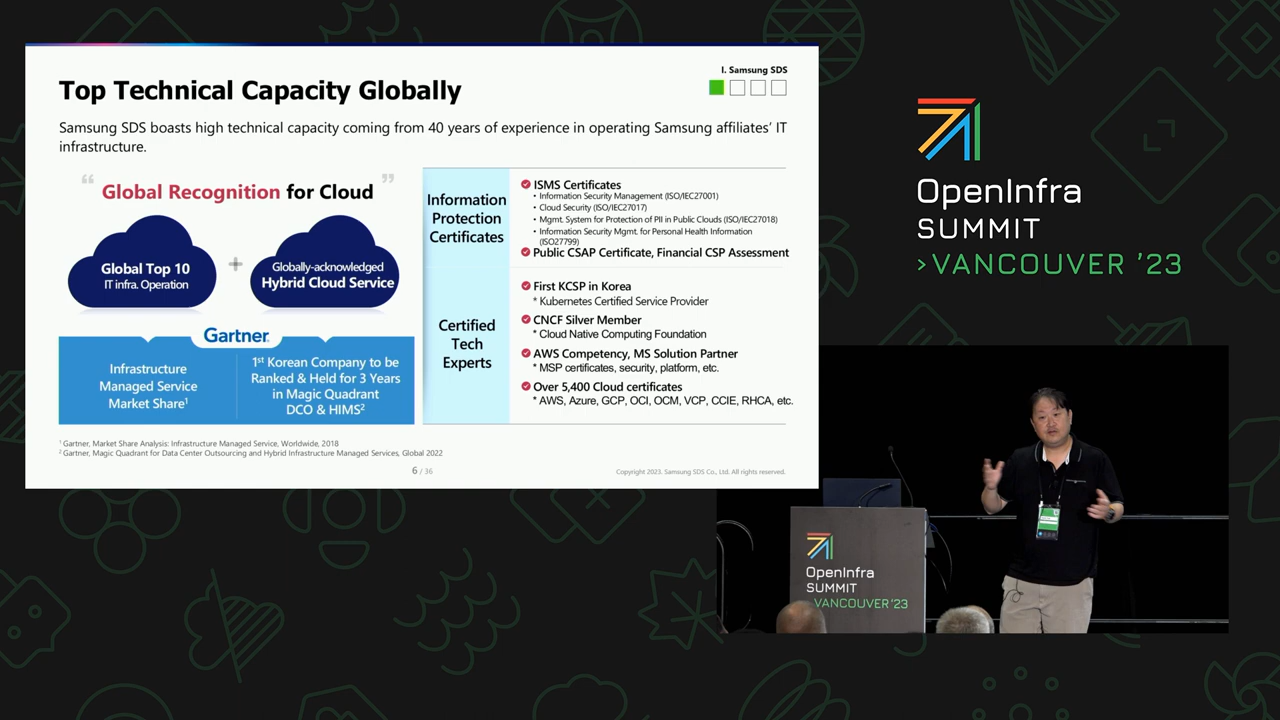 I. Samsung SDS
Top Technical Capacity Globally
Samsung SDS boasts high technical capacity coming from 40 years of experience in operating Samsung affiliates' IT
infrastructure.
“ Global Recognition for Cloud ”
Global Top 10
IT infra. Operation
+
Globally-acknowledged
Hybrid Cloud Service
Gartner
Infrastructure
Managed Service
Market Share¹
1st Korean Company to be
Ranked & Held for 3 Years
in Magic Quadrant
DCO & HIMS²
Information
Protection
Certificates
ISMS Certificates
• Information Security Management (ISO/IEC27001)
• Cloud Security (ISO/IEC27017)
• Mgmt. System for Protection of PII in Public Clouds (ISO/IEC27018)
• Information Security Mgmt. for Personal Health Information
(ISO27799)
Public CSAP Certificate, Financial CSP Assessment
Certified
Tech
Experts
First KCSP in Korea
* Kubernetes Certified Service Provider
CNCF Silver Member
* Cloud Native Computing Foundation
AWS Competency, MS Solution Partner
* MSP certificates, security, platform, etc.
Over 5,400 Cloud certificates
* AWS, Azure, GCP, OCI, OCM, VCP, CCIE, RHCA, etc.
¹ Gartner, Market Share Analysis: Infrastructure Managed Service, Worldwide, 2018
² Gartner, Magic Quadrant for Data Center Outsourcing and Hybrid Infrastructure Managed Services, Global 2022
6 / 36
Copyright 2023. Samsung SDS Co., Ltd. All rights reserved.
OpenInfra
SUMMIT
>VANCOUVER '23
OpenInfra
SUMMIT
VANCOUVER '23